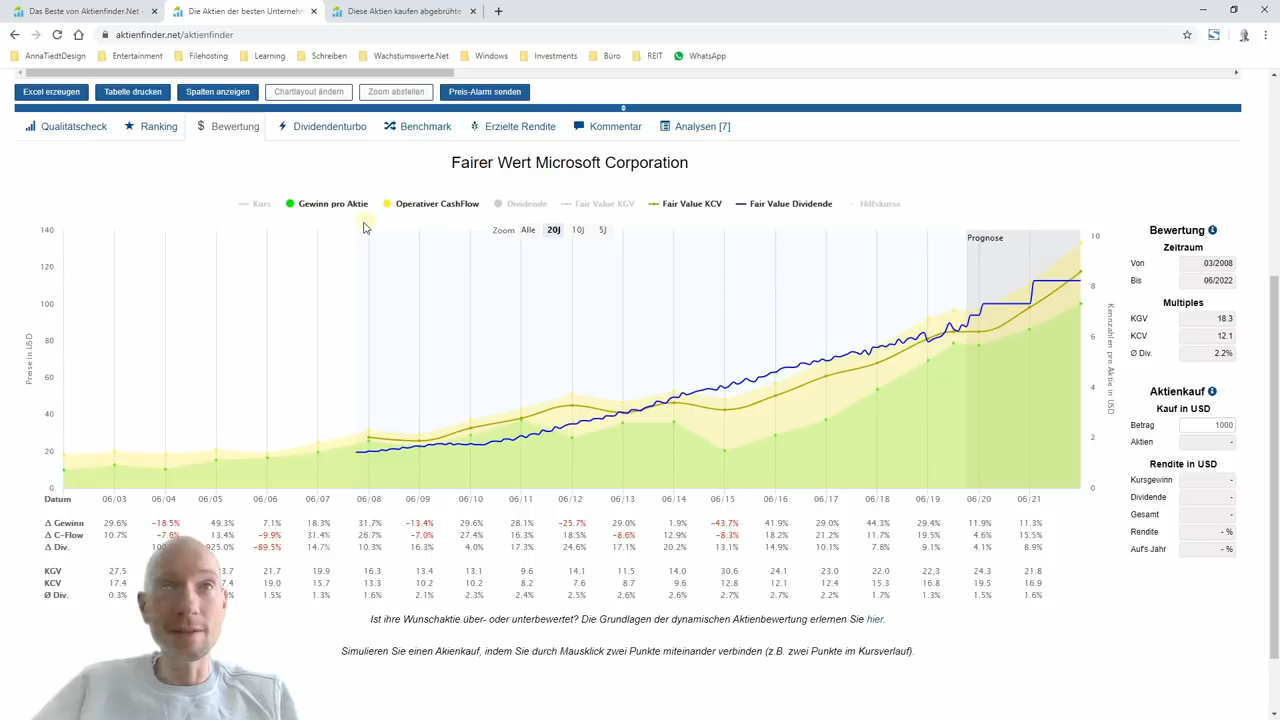 Das Beste von Aktienfinder.Net - × Die Aktien der besten Unternehm × Diese Aktien kaufen abgebrühte × +
aktienfinder.net/aktienfinder
AnnaTiedtDesign Entertainment Filehosting Learning Schreiben Wachstumswerte.Net Windows Investments Büro REIT WhatsApp
Excel erzeugen Tabelle drucken Spalten anzeigen Chartlayout ändern Zoom abstellen Preis-Alarm senden
Qualitätscheck Ranking $ Bewertung Dividendenturbo Benchmark Erzielte Rendite Kommentar Analysen [7]
Fairer Wert Microsoft Corporation
Kurs Gewinn pro Aktie Operativer CashFlow Dividende Fair Value KGV Fair Value KCV Fair Value Dividende Hilfskurse
Zoom Alle 20J 10J 5J
Prognose
140
120
100
80
60
40
20
0
Preise in USD
10
8
6
4
2
0
Kennzahlen pro Aktie in USD
Datum 06/03 06/04 06/05 06/06 06/07 06/08 06/09 06/10 06/11 06/12 06/13 06/14 06/15 06/16 06/17 06/18 06/19 06/20 06/21
Δ Gewinn 29.6% -18.5% 49.3% 7.1% 18.3% 31.7% -13.4% 29.6% 28.1% -25.7% 29.0% 1.9% -43.7% 41.9% 29.0% 44.3% 29.4% 11.9% 11.3%
Δ C-Flow 10.7% -7.6% 13.4% -9.9% 31.4% 26.7% -7.0% 27.4% 16.3% 18.5% -8.6% 12.9% -8.3% 18.2% 21.2% 11.7% 19.5% 4.6% 15.5%
Δ Div. 925.0% -89.5% 14.7% 10.3% 16.3% 4.0% 17.3% 24.6% 17.1% 20.2% 13.1% 14.9% 10.1% 7.8% 9.1% 4.1% 8.9%
KGV 27.5 21.7 19.9 16.3 13.4 13.1 9.6 14.1 11.5 14.0 30.6 24.1 23.0 22.0 22.3 24.3 21.8
KCV 17.4 19.0 15.7 13.3 10.2 10.2 8.2 7.6 8.7 9.6 12.8 12.1 12.4 15.3 16.8 19.5 16.9
Ø Div. 0.3% 1.5% 1.3% 1.6% 2.1% 2.3% 2.4% 2.5% 2.6% 2.6% 2.7% 2.7% 2.2% 1.7% 1.3% 1.5% 1.6%
Ist ihre Wunschaktie über- oder unterbewertet? Die Grundlagen der dynamischen Aktienbewertung erlernen Sie hier.
Simulieren Sie einen Akienkauf, indem Sie durch Mausklick zwei Punkte miteinander verbinden (z.B. zwei Punkte im Kursverlauf).
Bewertung
Zeitraum
Von 03/2008
Bis 06/2022
Multiples
KGV 18.3
KCV 12.1
Ø Div. 2.2%
Aktienkauf
Kauf in USD
Betrag 1000
Aktien -
Rendite in USD
Kursgewinn -
Dividende -
Gesamt -
Rendite - %
Auf's Jahr - %